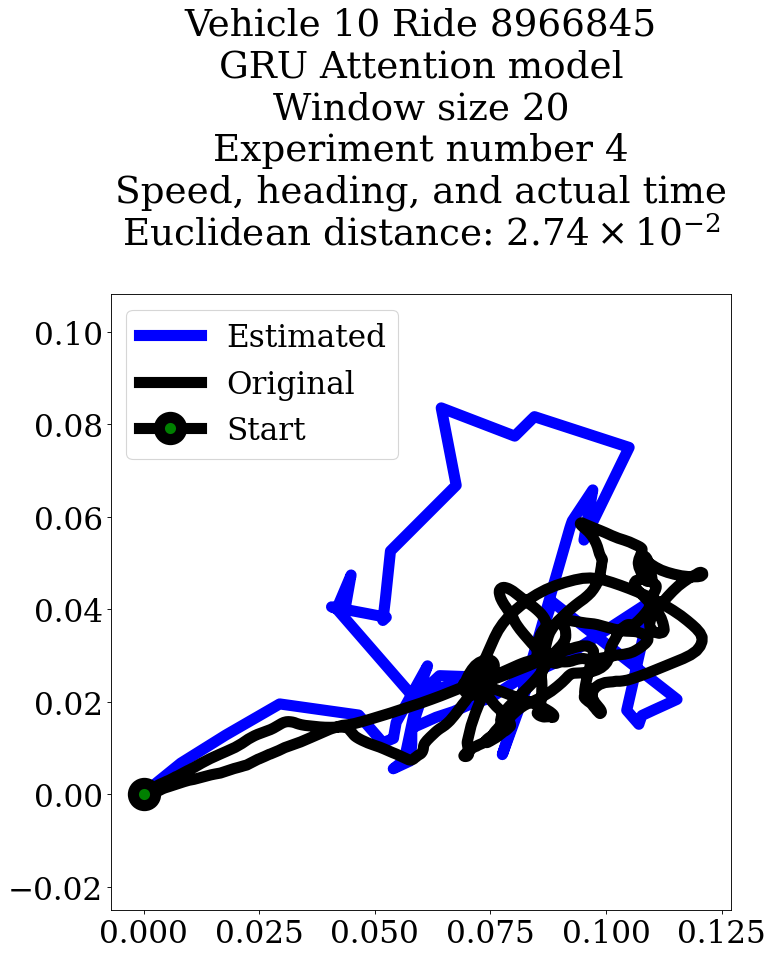 Vehicle 10 Ride 8966845
GRU Attention model
Window size 20
Experiment number 4
Speed, heading, and actual time
Euclidean distance: 2.74 × 10⁻²
0.10
0.08
0.06
0.04
0.02
0.00
−0.02
Estimated
Original
Start
0.000 0.025 0.050 0.075 0.100 0.125